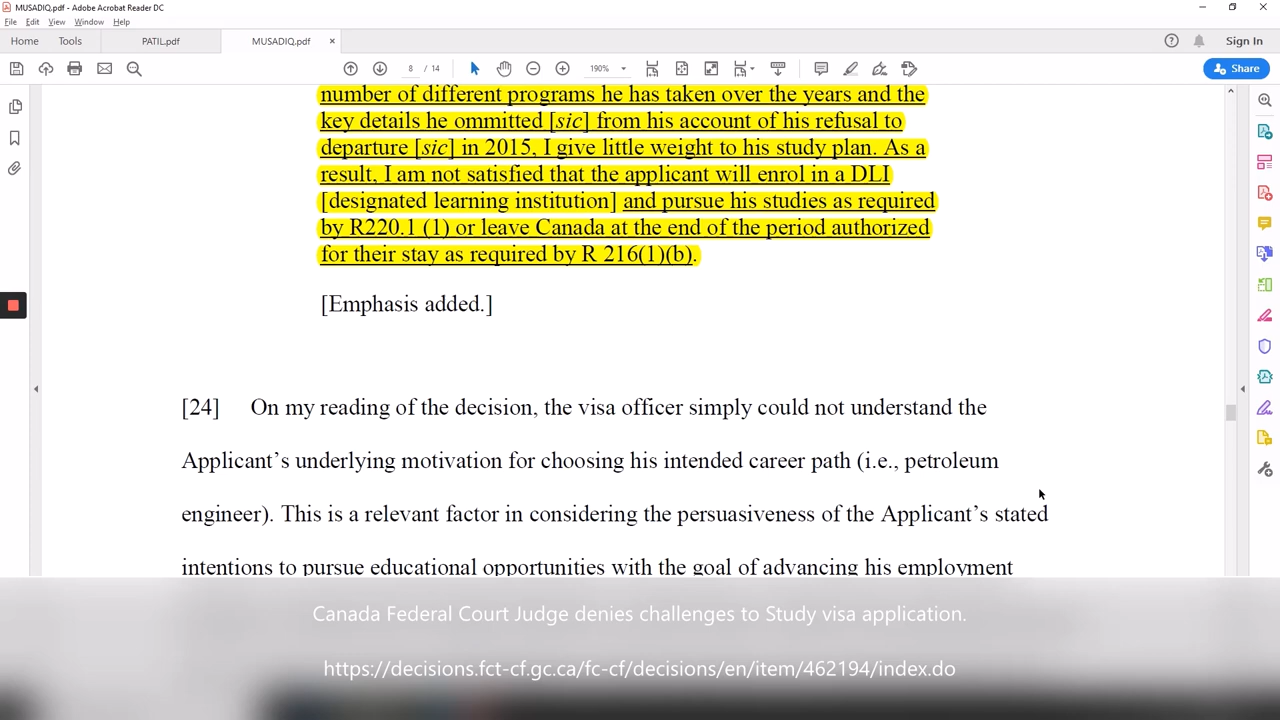 MUSADIQ.pdf - Adobe Acrobat Reader DC
File Edit View Window Help
Home Tools PATIL.pdf MUSADIQ.pdf × Sign In
8 / 14 190% Share
number of different programs he has taken over the years and the
key details he ommitted [sic] from his account of his refusal to
departure [sic] in 2015, I give little weight to his study plan. As a
result, I am not satisfied that the applicant will enrol in a DLI
[designated learning institution] and pursue his studies as required
by R220.1 (1) or leave Canada at the end of the period authorized
for their stay as required by R 216(1)(b).
[Emphasis added.]
[24] On my reading of the decision, the visa officer simply could not understand the
Applicant’s underlying motivation for choosing his intended career path (i.e., petroleum
engineer). This is a relevant factor in considering the persuasiveness of the Applicant’s stated
intentions to pursue educational opportunities with the goal of advancing his employment
Canada Federal Court Judge denies challenges to Study visa application.
https://decisions.fct-cf.gc.ca/fc-cf/decisions/en/item/462194/index.do